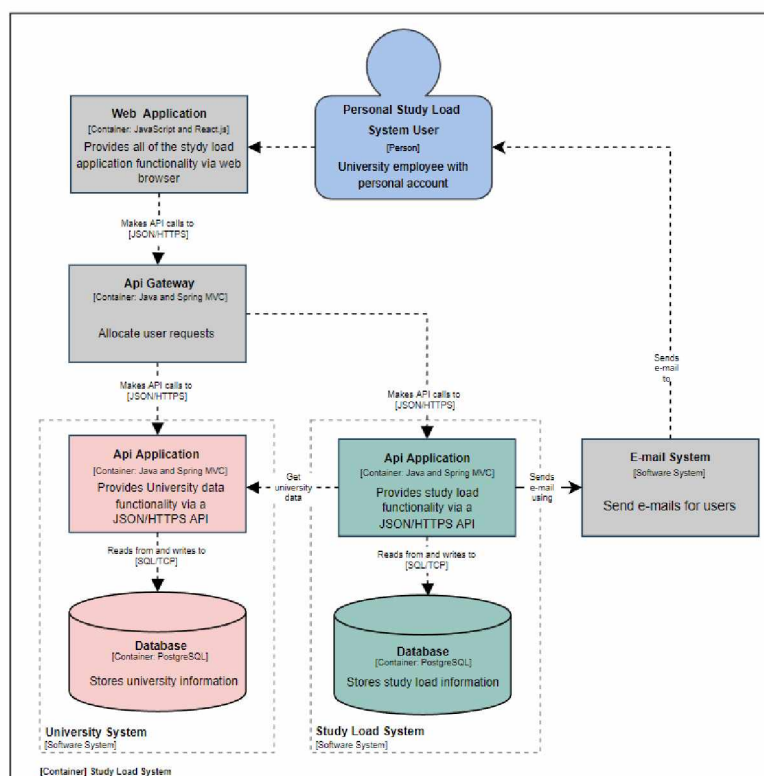 Personal Study Load
System User
[Person]
University employee with
personal account
Web Application
[Container: JavaScript and React.js]
Provides all of the stydy load
application functionality via web
browser
Makes API calls to
[JSON/HTTPS]
Api Gateway
[Container: Java and Spring MVC]
Allocate user requests
Makes API calls to
[JSON/HTTPS]
Makes API calls to
[JSON/HTTPS]
Sends
e-mail
to
Api Application
[Container: Java and Spring MVC]
Provides University data
functionality via a
JSON/HTTPS API
Get
university
data
Api Application
[Container: Java and Spring MVC]
Provides study load
functionality via a
JSON/HTTPS API
Sends
e-mail
using
E-mail System
[Software System]
Send e-mails for users
Reads from and writes to
[SQL/TCP]
Reads from and writes to
[SQL/TCP]
Database
[Container: PostgreSQL]
Stores university information
Database
[Container: PostgreSQL]
Stores study load information
University System
[Software System]
Study Load System
[Software System]
[Container] Study Load System